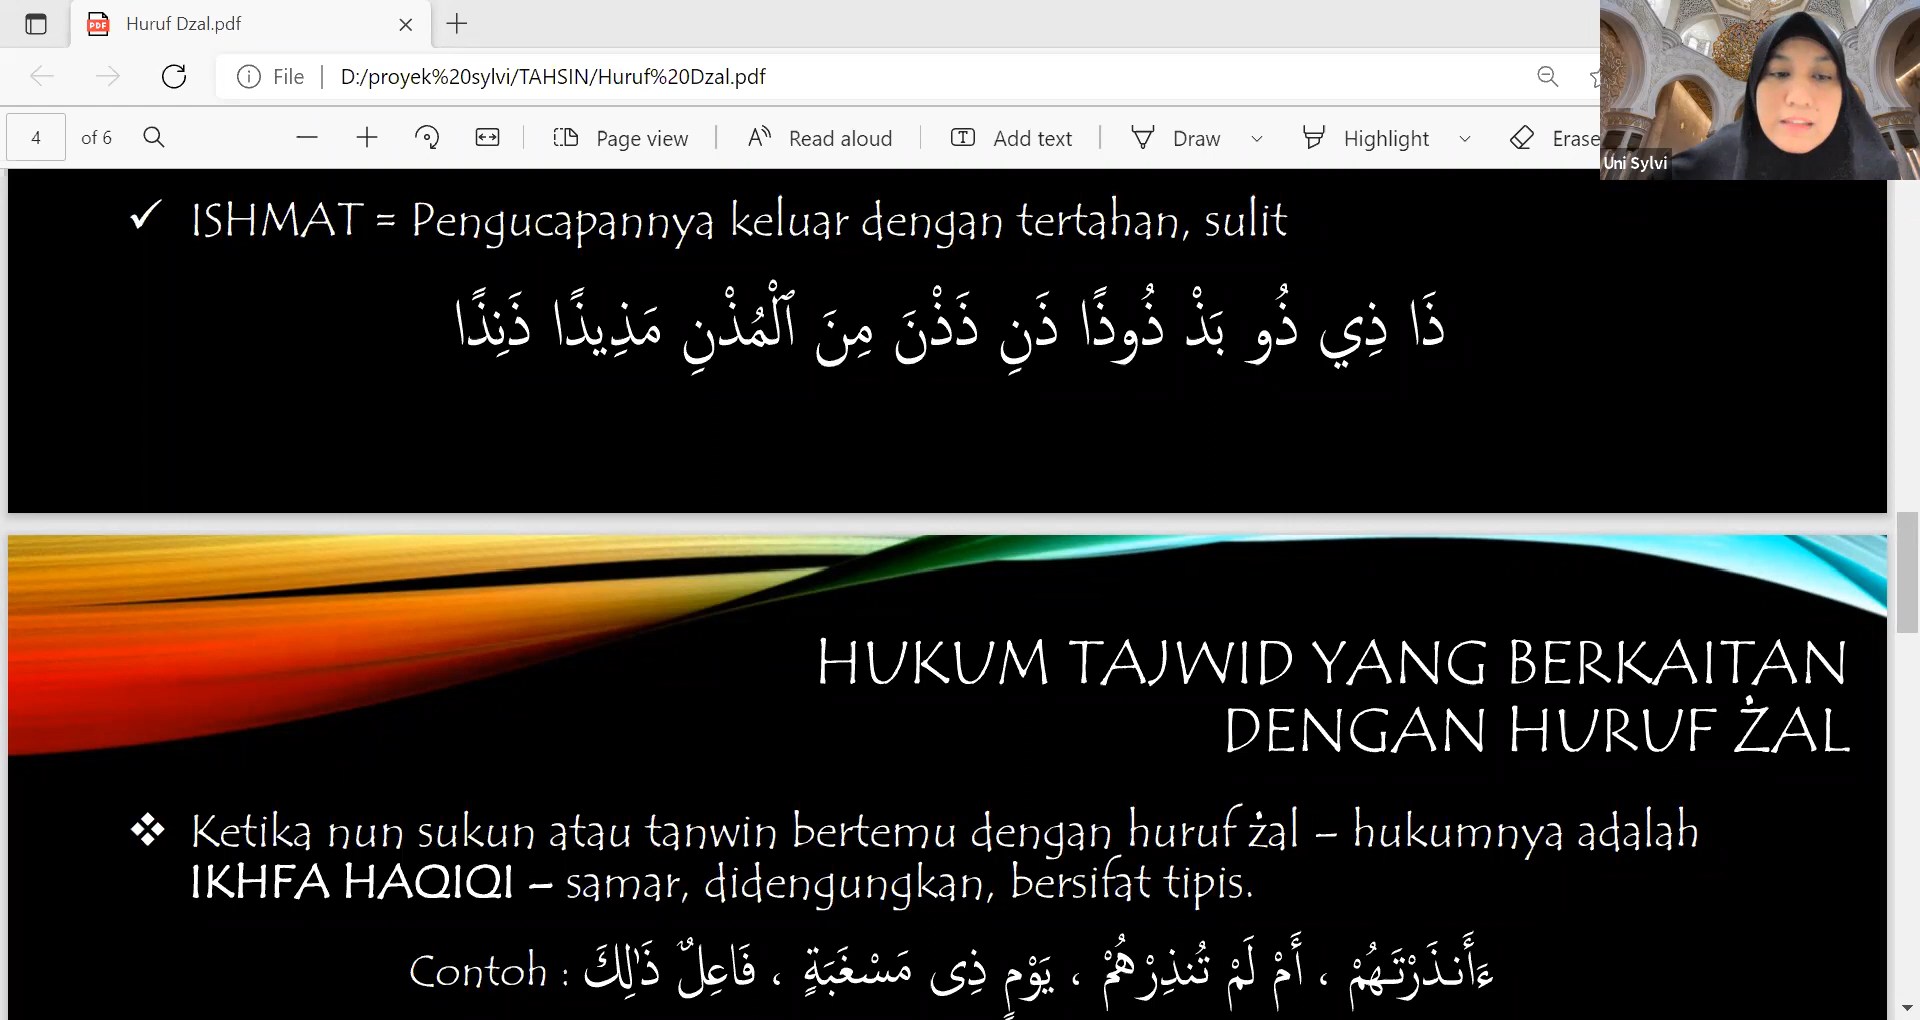 Huruf Dzal.pdf
File D:/proyek%20sylvi/TAHSIN/Huruf%20Dzal.pdf
4 of 6 Page view Read aloud Add text Draw Highlight Erase
Uni Sylvi
✓ ISHMAT = Pengucapannya keluar dengan tertahan, sulit
ذَا ذِي ذُو بَذْ ذُوذًا ذَنِ ذَذْنَ مِنَ ٱلْمُذْنِ مَذِيذًا ذَنِذًا
HUKUM TAJWID YANG BERKAITAN
DENGAN HURUF ŻAL
❖ Ketika nun sukun atau tanwin bertemu dengan huruf żal – hukumnya adalah
IKHFA HAQIQI – samar, didengungkan, bersifat tipis.
Contoh : ءَأَنذَرْتَهُمْ ، أَمْ لَمْ تُنذِرْهُمْ ، يَوْمٍ ذِى مَسْغَبَةٍ ، فَاعِلٌ ذَٰلِكَ